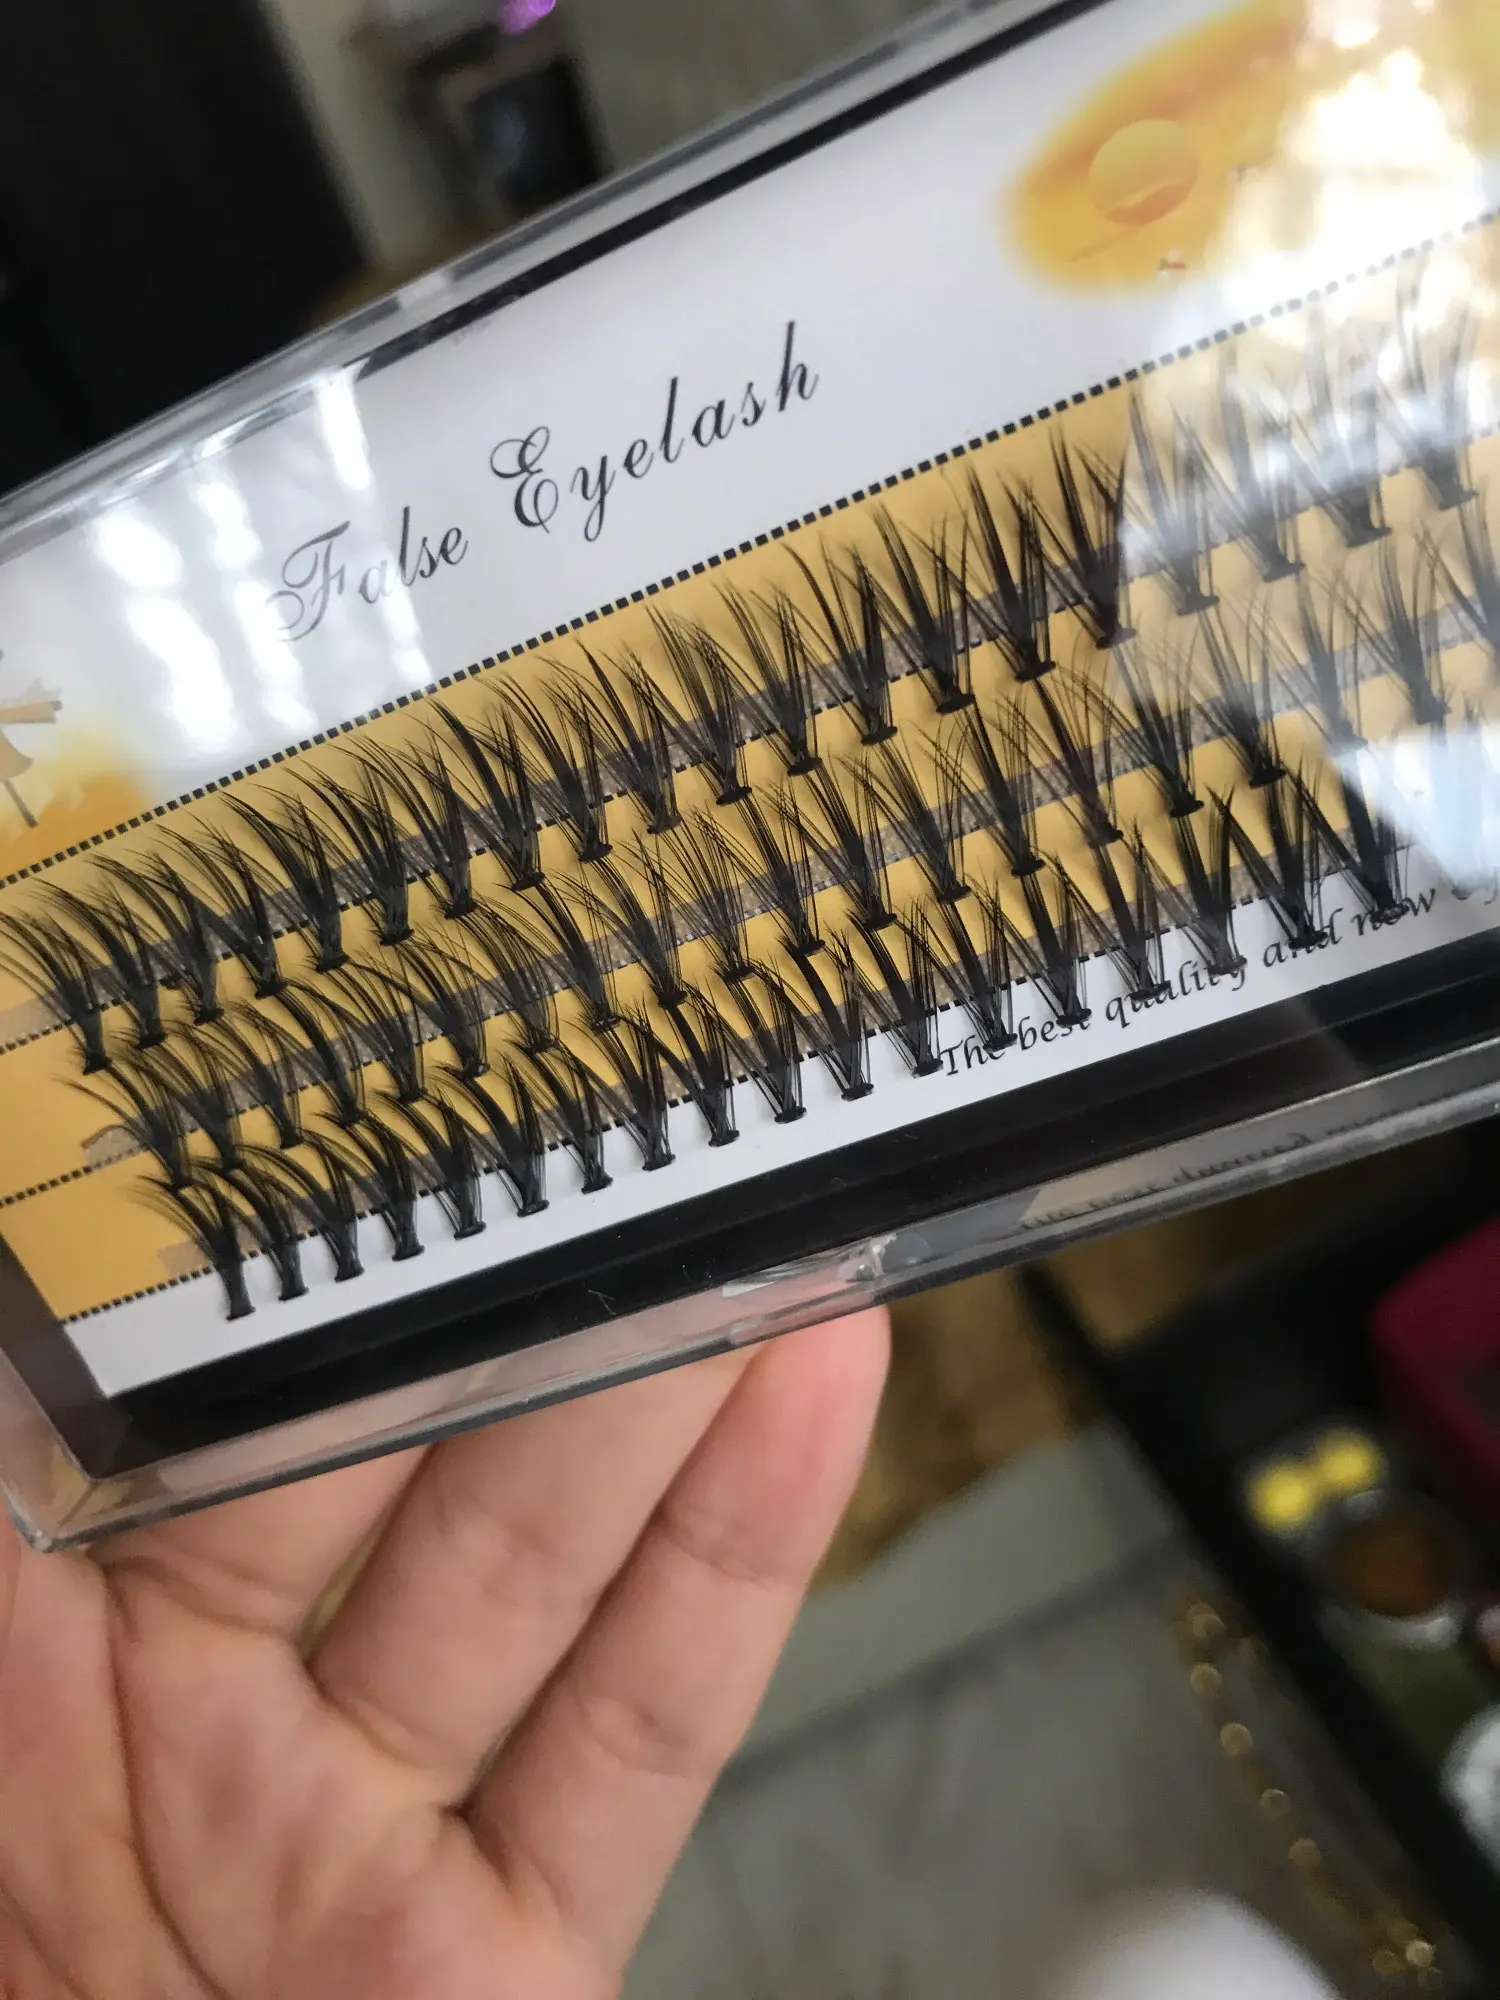 False Eyelash
The best quality and new